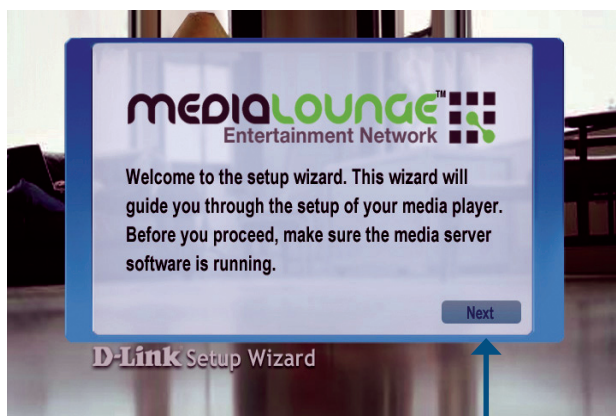 MEDIALOUNGE™
Entertainment Network
Welcome to the setup wizard. This wizard will
guide you through the setup of your media player.
Before you proceed, make sure the media server
software is running.
Next
D-Link Setup Wizard